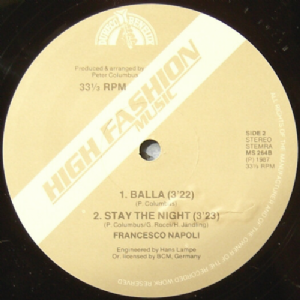 Produced & arranged by
Peter Columbus
33⅓ RPM
HIGH FASHION
MUSIC
SIDE 2
STEREO
STEMRA
MS 264B
(P) 1987
33⅓ RPM
1. BALLA (3'22)
(P. Columbus)
2. STAY THE NIGHT (3'23)
(P. Columbus/G. Racel/H. Jandling)
FRANCESCO NAPOLI
Engineered by Hans Lampe
Or. licensed by BCM, Germany